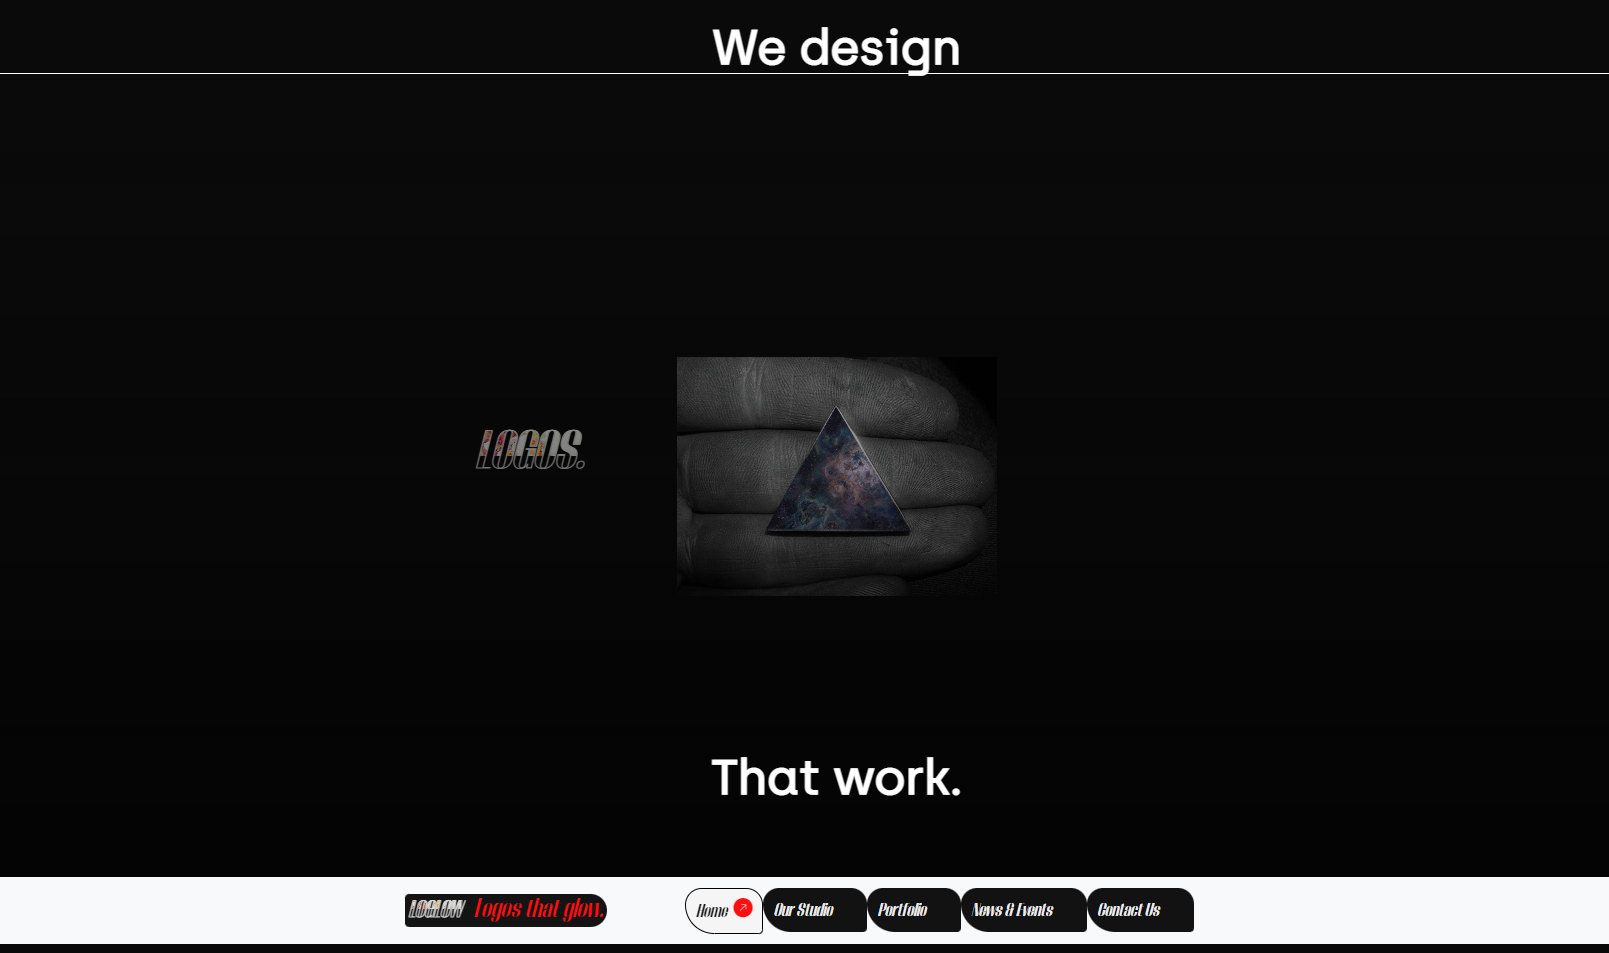 We design
LOGOS.
That work.
LOGLOW Logos that glow.
Home
Our Studio
Portfolio
News & Events
Contact Us